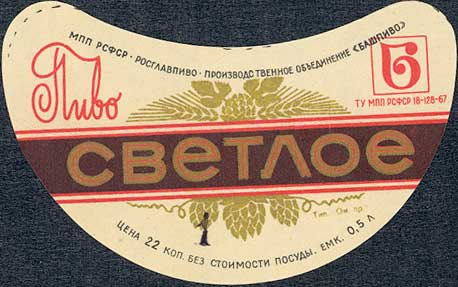 МПП РСФСР · РОСГЛАВПИВО · ПРОИЗВОДСТВЕННОЕ ОБЪЕДИНЕНИЕ «БАШПИВО»
Пиво
Б
ТУ МПП РСФСР 18-128-67
СВЕТЛОЕ
Тип.
ЦЕНА 22 КОП. БЕЗ СТОИМОСТИ ПОСУДЫ. ЕМК. 0,5 Л